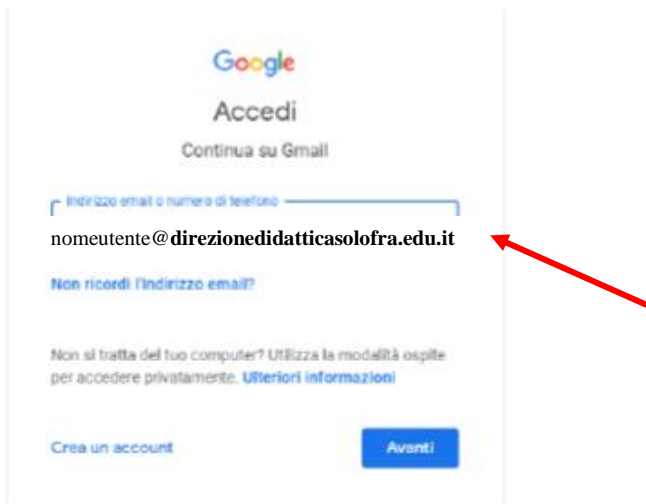 Google
Accedi
Continua su Gmail
Indirizzo email o numero di telefono
nomeutente@direzionedidatticasolofra.edu.it
Non ricordi l'indirizzo email?
Non si tratta del tuo computer? Utilizza la modalità ospite
per accedere privatamente. Ulteriori informazioni
Crea un account
Avanti